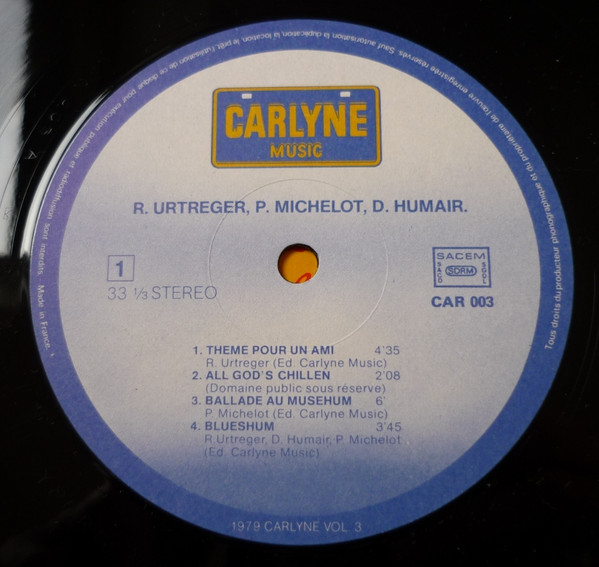 Tous droits du producteur phonographique et du propriétaire de l'œuvre enregistrée réservés. Sauf autorisation la duplication, la location, le prêt, l'utilisation de ce disque pour exécution publique et radiodiffusion sont interdits. Made in France.
CARLYNE
MUSIC
R. URTREGER, P. MICHELOT, D. HUMAIR.
1
33 1/3 STEREO
SACEM
SACD SDRM SGDL
CAR 003
1. THEME POUR UN AMI 4'35
R. Urtreger (Ed. Carlyne Music)
2. ALL GOD'S CHILLEN 2'08
(Domaine public sous réserve)
3. BALLADE AU MUSEHUM 6'
P. Michelot (Ed. Carlyne Music)
4. BLUESHUM 3'45
R. Urtreger, D. Humair, P. Michelot
(Ed. Carlyne Music)
1979 CARLYNE VOL. 3